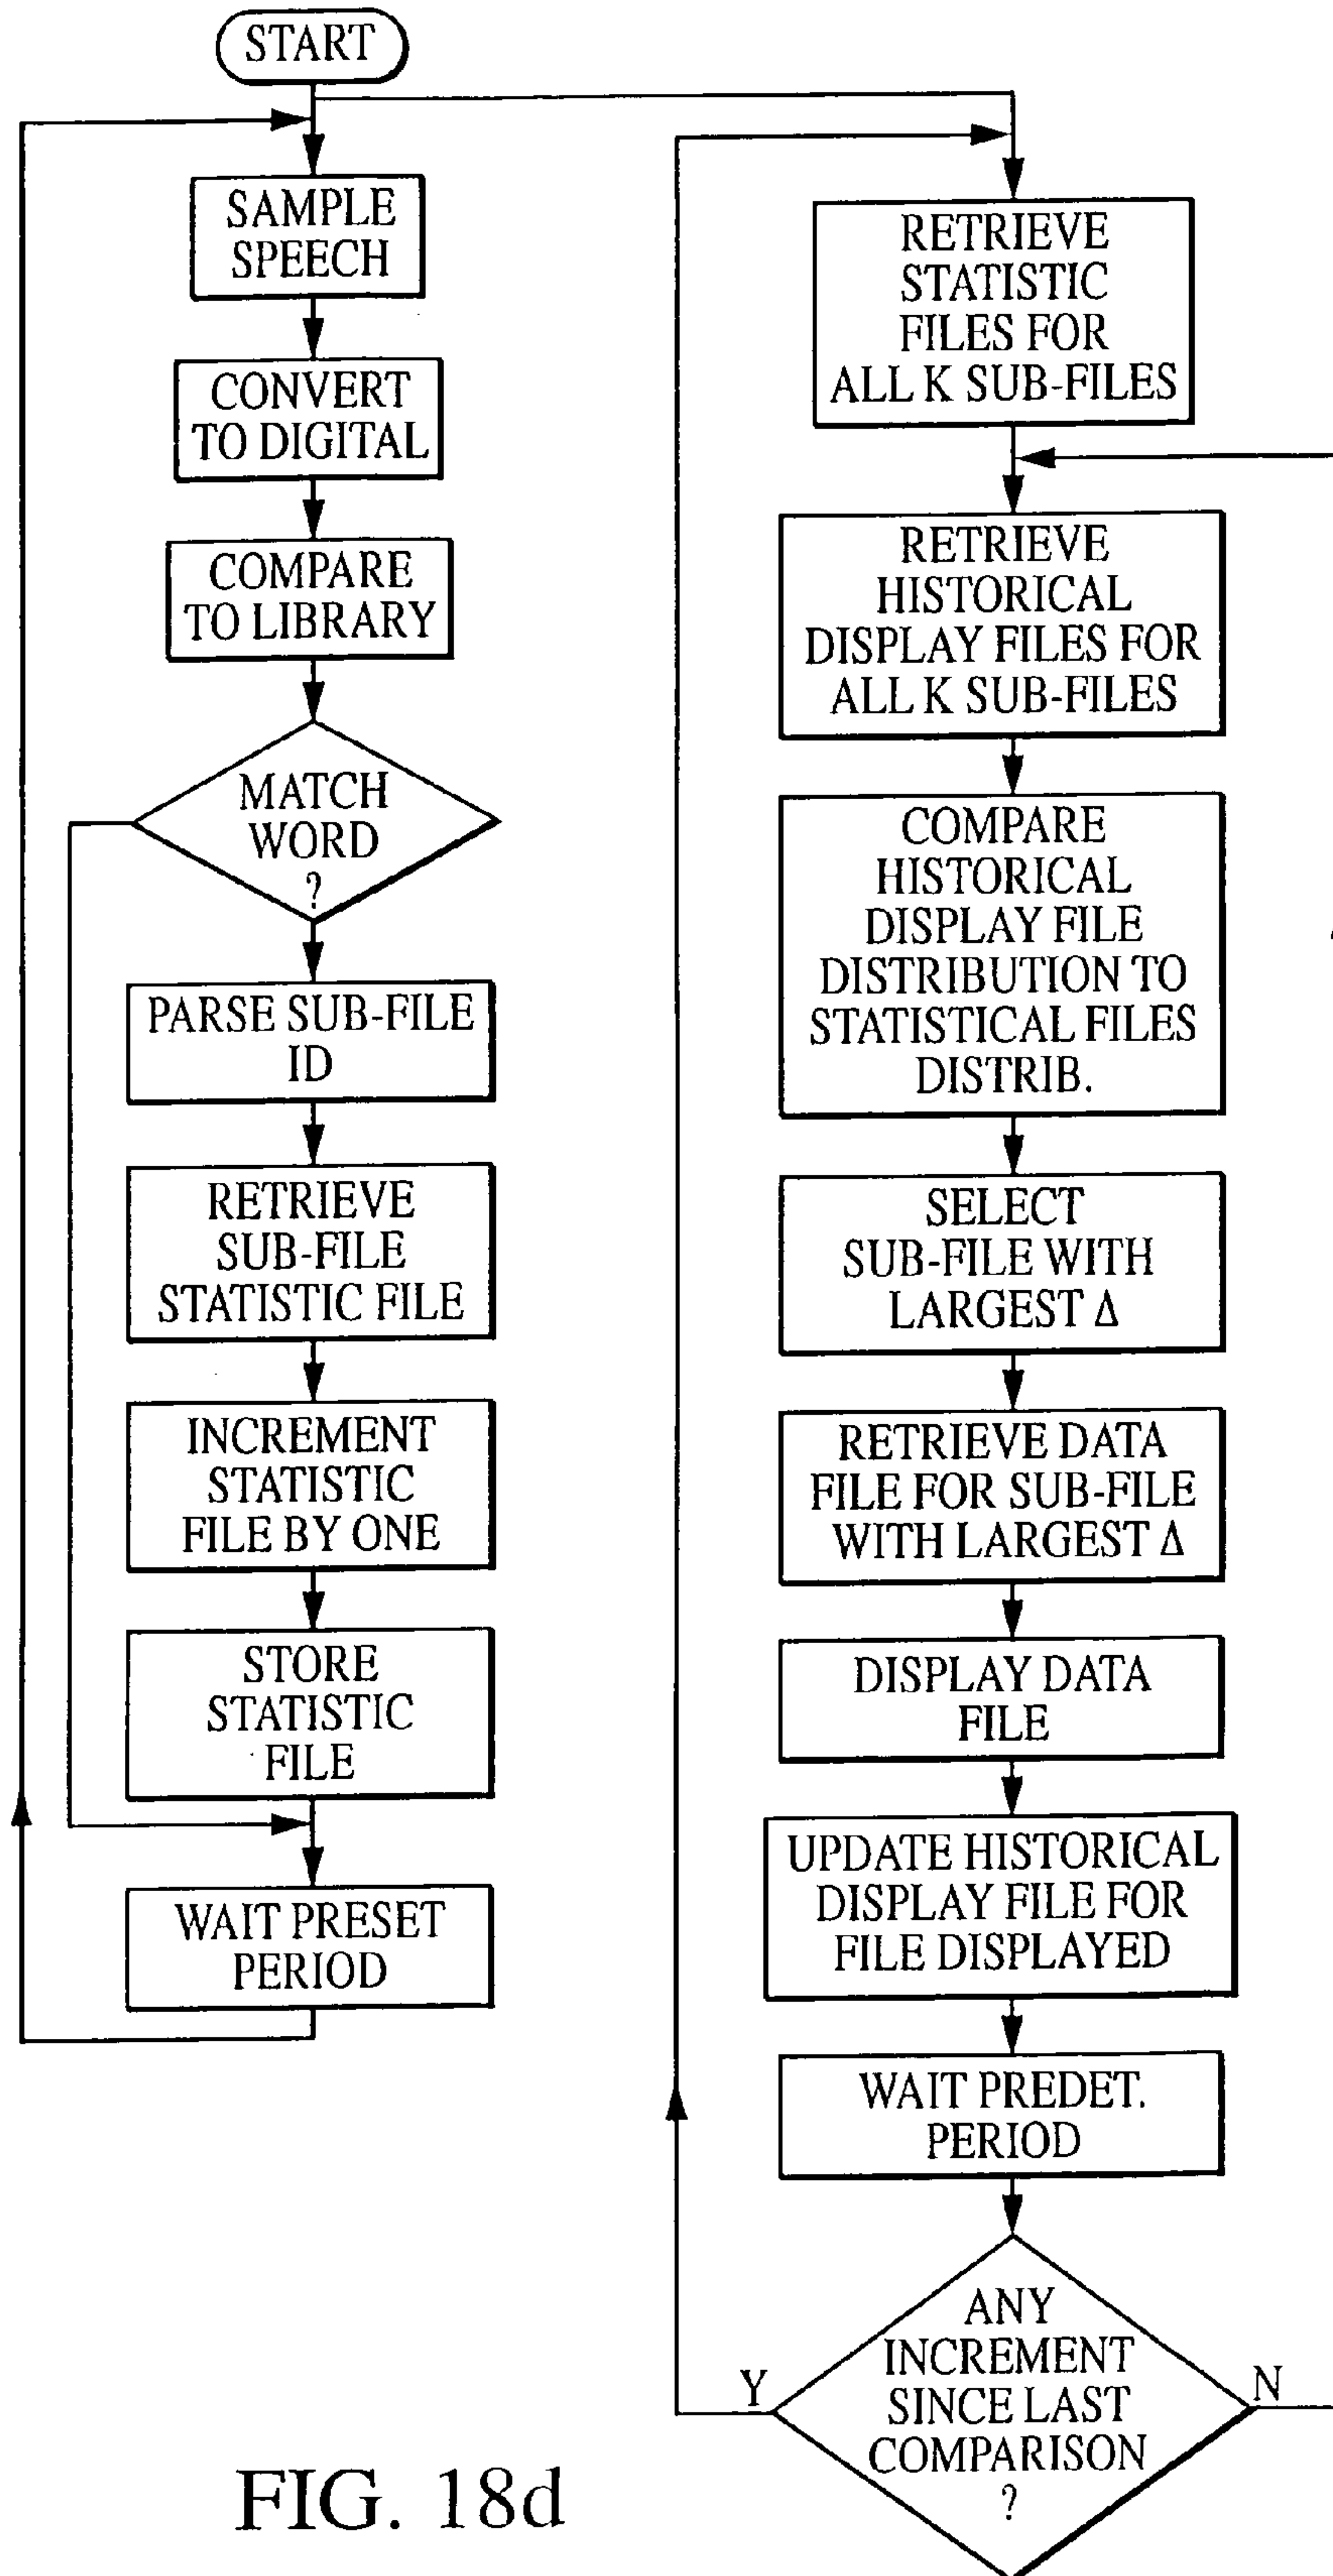 START
SAMPLE
SPEECH
CONVERT
TO DIGITAL
COMPARE
TO LIBRARY
MATCH
WORD
?
PARSE SUB-FILE
ID
RETRIEVE
SUB-FILE
STATISTIC FILE
INCREMENT
STATISTIC
FILE BY ONE
STORE
STATISTIC
FILE
WAIT PRESET
PERIOD
RETRIEVE
STATISTIC
FILES FOR
ALL K SUB-FILES
RETRIEVE
HISTORICAL
DISPLAY FILES FOR
ALL K SUB-FILES
COMPARE
HISTORICAL
DISPLAY FILE
DISTRIBUTION TO
STATISTICAL FILES
DISTRIB.
SELECT
SUB-FILE WITH
LARGEST Δ
RETRIEVE DATA
FILE FOR SUB-FILE
WITH LARGEST Δ
DISPLAY DATA
FILE
UPDATE HISTORICAL
DISPLAY FILE FOR
FILE DISPLAYED
WAIT PREDET.
PERIOD
ANY
INCREMENT
SINCE LAST
COMPARISON
?
Y
N
FIG. 18d